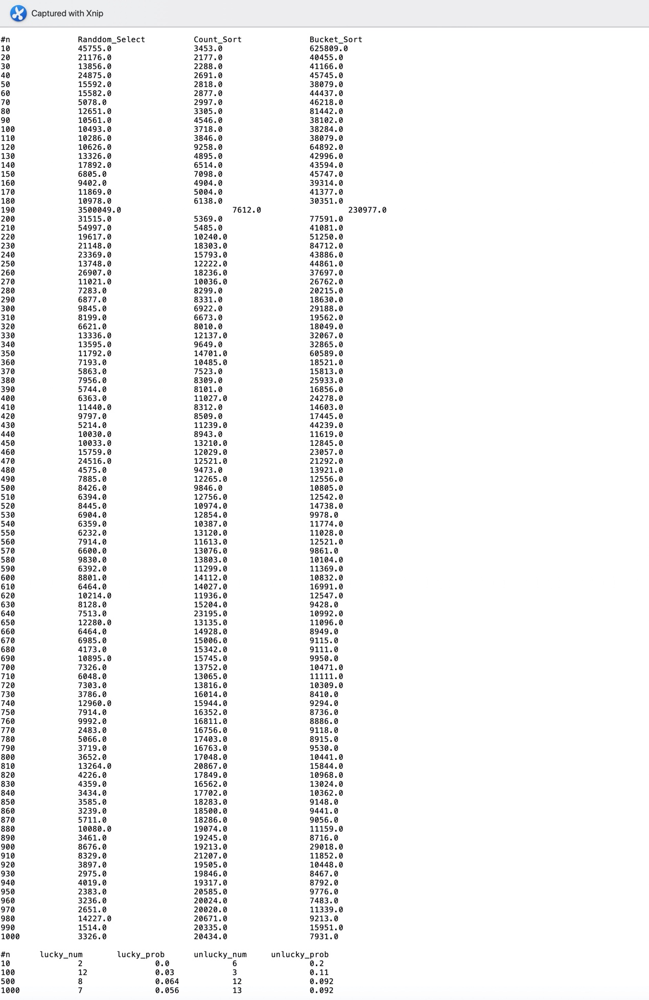 Captured with Xnip
#n Randdom_Select Count_Sort Bucket_Sort
10 45755.0 3453.0 625809.0
20 21176.0 2177.0 40455.0
30 13856.0 2288.0 41166.0
40 24875.0 2691.0 45745.0
50 15592.0 2818.0 38079.0
60 15582.0 2877.0 44437.0
70 5078.0 2997.0 46218.0
80 12651.0 3305.0 81442.0
90 10561.0 4546.0 38102.0
100 10493.0 3718.0 38284.0
110 10286.0 3846.0 38079.0
120 10626.0 9258.0 64892.0
130 13326.0 4895.0 42996.0
140 17892.0 6514.0 43594.0
150 6805.0 7098.0 45747.0
160 9402.0 4904.0 39314.0
170 11869.0 5004.0 41377.0
180 10978.0 6138.0 30351.0
190 3500049.0 7612.0 230977.0
200 31515.0 5369.0 77591.0
210 54997.0 5485.0 41081.0
220 19617.0 10240.0 51250.0
230 21148.0 18303.0 84712.0
240 23369.0 15793.0 43886.0
250 13748.0 12222.0 44861.0
260 26907.0 18236.0 37697.0
270 11021.0 10036.0 26762.0
280 7283.0 8299.0 20215.0
290 6877.0 8331.0 18630.0
300 9845.0 6922.0 29188.0
310 8199.0 6673.0 19562.0
320 6621.0 8010.0 18049.0
330 13336.0 12137.0 32067.0
340 13595.0 9649.0 32865.0
350 11792.0 14701.0 60589.0
360 7193.0 10485.0 18521.0
370 5863.0 7523.0 15813.0
380 7956.0 8309.0 25933.0
390 5744.0 8101.0 16856.0
400 6363.0 11027.0 24278.0
410 11440.0 8312.0 14603.0
420 9797.0 8509.0 17445.0
430 5214.0 11239.0 44239.0
440 10030.0 8943.0 11619.0
450 10033.0 13210.0 12845.0
460 15759.0 12029.0 23057.0
470 24516.0 12521.0 21292.0
480 4575.0 9473.0 13921.0
490 7885.0 12265.0 12556.0
500 8426.0 9846.0 10805.0
510 6394.0 12756.0 12542.0
520 8445.0 10974.0 14738.0
530 6904.0 12854.0 9978.0
540 6359.0 10387.0 11774.0
550 6232.0 13120.0 11028.0
560 7914.0 11613.0 12521.0
570 6600.0 13076.0 9861.0
580 9830.0 13803.0 10104.0
590 6392.0 11299.0 11369.0
600 8801.0 14112.0 10832.0
610 6464.0 14027.0 16991.0
620 10214.0 11936.0 12547.0
630 8128.0 15204.0 9428.0
640 7513.0 23195.0 10992.0
650 12280.0 13135.0 11096.0
660 6464.0 14928.0 8949.0
670 6985.0 15006.0 9115.0
680 4173.0 15342.0 9111.0
690 10895.0 15745.0 9950.0
700 7326.0 13752.0 10471.0
710 6048.0 13065.0 11111.0
720 7303.0 13816.0 10309.0
730 3786.0 16014.0 8410.0
740 12960.0 15944.0 9294.0
750 7914.0 16352.0 8736.0
760 9992.0 16811.0 8886.0
770 2483.0 16756.0 9118.0
780 5066.0 17403.0 8915.0
790 3719.0 16763.0 9530.0
800 3652.0 17048.0 10441.0
810 13264.0 20867.0 15844.0
820 4226.0 17849.0 10968.0
830 4359.0 16562.0 13024.0
840 3434.0 17702.0 10362.0
850 3585.0 18283.0 9148.0
860 3239.0 18500.0 9441.0
870 5711.0 18286.0 9056.0
880 10080.0 19074.0 11159.0
890 3461.0 19245.0 8716.0
900 8676.0 19213.0 29018.0
910 8329.0 21207.0 11852.0
920 3897.0 19505.0 10448.0
930 2975.0 19846.0 8467.0
940 4019.0 19317.0 8792.0
950 2383.0 20585.0 9776.0
960 3236.0 20024.0 7483.0
970 2651.0 20020.0 11339.0
980 14227.0 20671.0 9213.0
990 1514.0 20335.0 15951.0
1000 3326.0 20434.0 7931.0
#n lucky_num lucky_prob unlucky_num unlucky_prob
10 2 0.0 6 0.2
100 12 0.03 3 0.11
500 8 0.064 12 0.092
1000 7 0.056 13 0.092